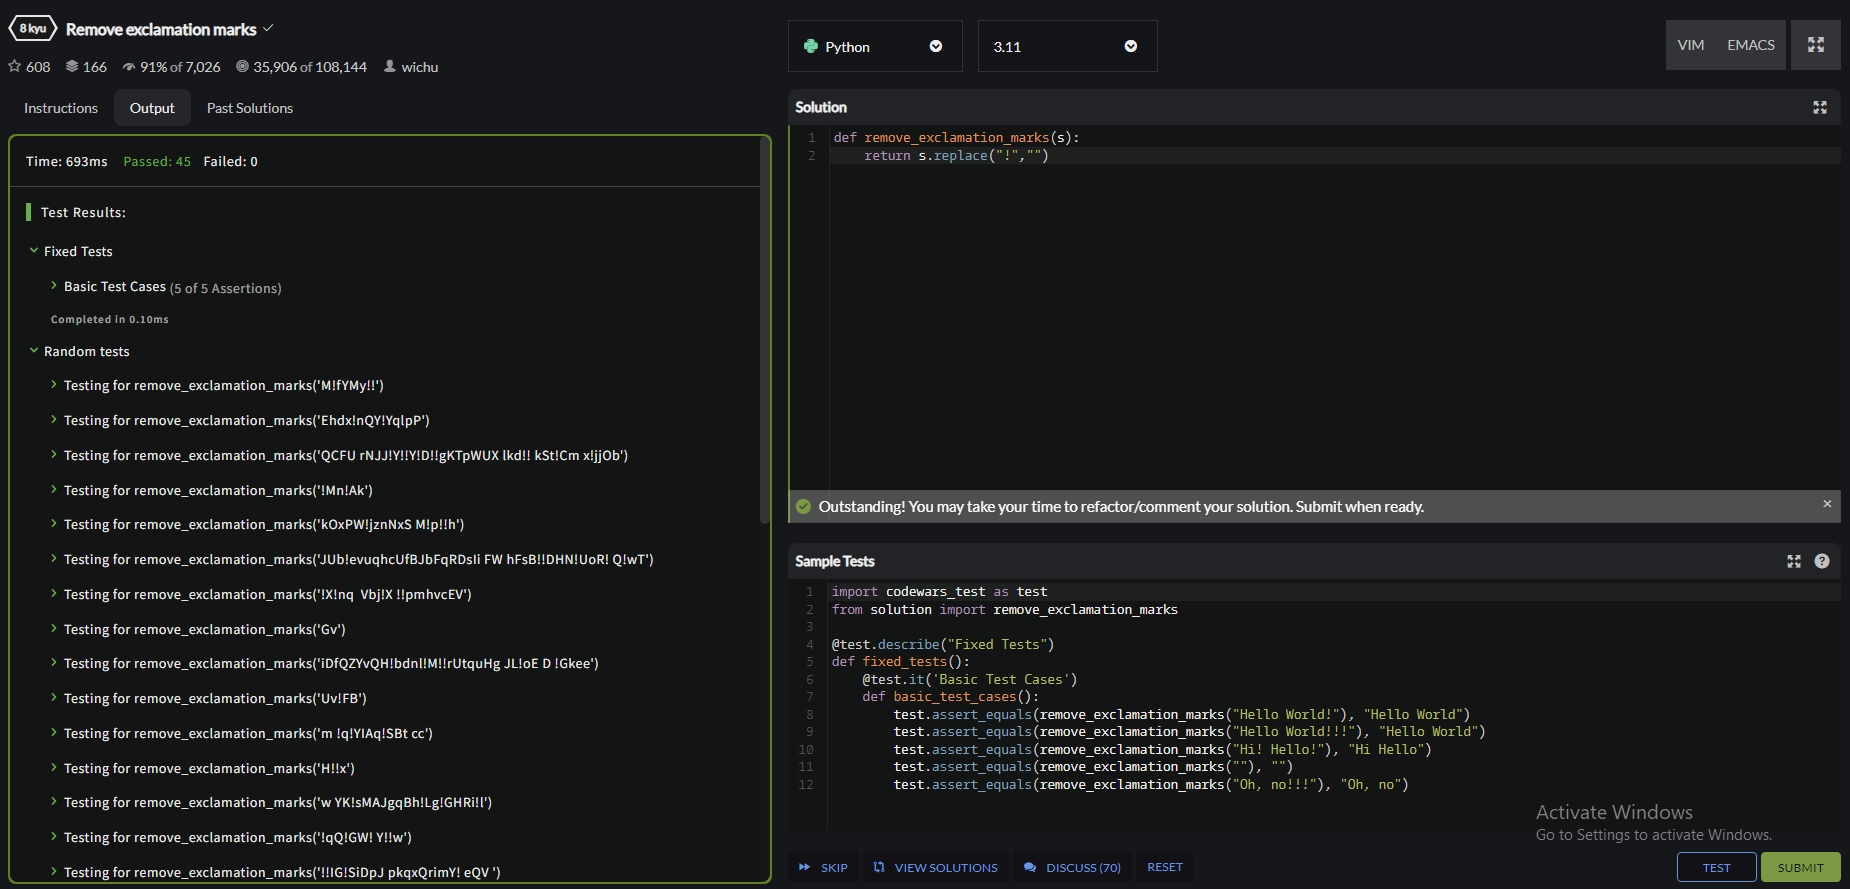 8 kyu Remove exclamation marks
608 166 91% of 7,026 35,906 of 108,144 wichu
Instructions Output Past Solutions
Time: 693ms Passed: 45 Failed: 0
Test Results:
Fixed Tests
Basic Test Cases (5 of 5 Assertions)
Completed in 0.10ms
Random tests
Testing for remove_exclamation_marks('M!fYMy!!')
Testing for remove_exclamation_marks('Ehdx!nQY!YqlpP')
Testing for remove_exclamation_marks('QCFU rNJJ!Y!!Y!D!!gKTpWUX lkd!! kSt!Cm x!jjOb')
Testing for remove_exclamation_marks('!Mn!Ak')
Testing for remove_exclamation_marks('kOxPW!jznNxS M!p!!h')
Testing for remove_exclamation_marks('JUb!evuqhcUfBJbFqRDsIi FW hFsB!!DHN!UoR! Q!wT')
Testing for remove_exclamation_marks('!X!nq  Vbj!X !!pmhvcEV')
Testing for remove_exclamation_marks('Gv')
Testing for remove_exclamation_marks('iDfQZYvQH!bdnl!M!!rUtquHg JL!oE D !Gkee')
Testing for remove_exclamation_marks('Uv!FB')
Testing for remove_exclamation_marks('m !q!YIAq!SBt cc')
Testing for remove_exclamation_marks('H!!x')
Testing for remove_exclamation_marks('w YK!sMAJgqBh!Lg!GHRi!l')
Testing for remove_exclamation_marks('!qQ!GW! Y!!w')
Testing for remove_exclamation_marks('!!IG!SiDpJ pkqxQrimY! eQV ')
Python 3.11 VIM EMACS
Solution
1 def remove_exclamation_marks(s):
2     return s.replace("!","")
Outstanding! You may take your time to refactor/comment your solution. Submit when ready. ×
Sample Tests ?
1 import codewars_test as test
2 from solution import remove_exclamation_marks
3
4 @test.describe("Fixed Tests")
5 def fixed_tests():
6     @test.it('Basic Test Cases')
7     def basic_test_cases():
8         test.assert_equals(remove_exclamation_marks("Hello World!"), "Hello World")
9         test.assert_equals(remove_exclamation_marks("Hello World!!!"), "Hello World")
10         test.assert_equals(remove_exclamation_marks("Hi! Hello!"), "Hi Hello")
11         test.assert_equals(remove_exclamation_marks(""), "")
12         test.assert_equals(remove_exclamation_marks("Oh, no!!!"), "Oh, no")
Activate Windows
Go to Settings to activate Windows.
SKIP VIEW SOLUTIONS DISCUSS (70) RESET TEST SUBMIT